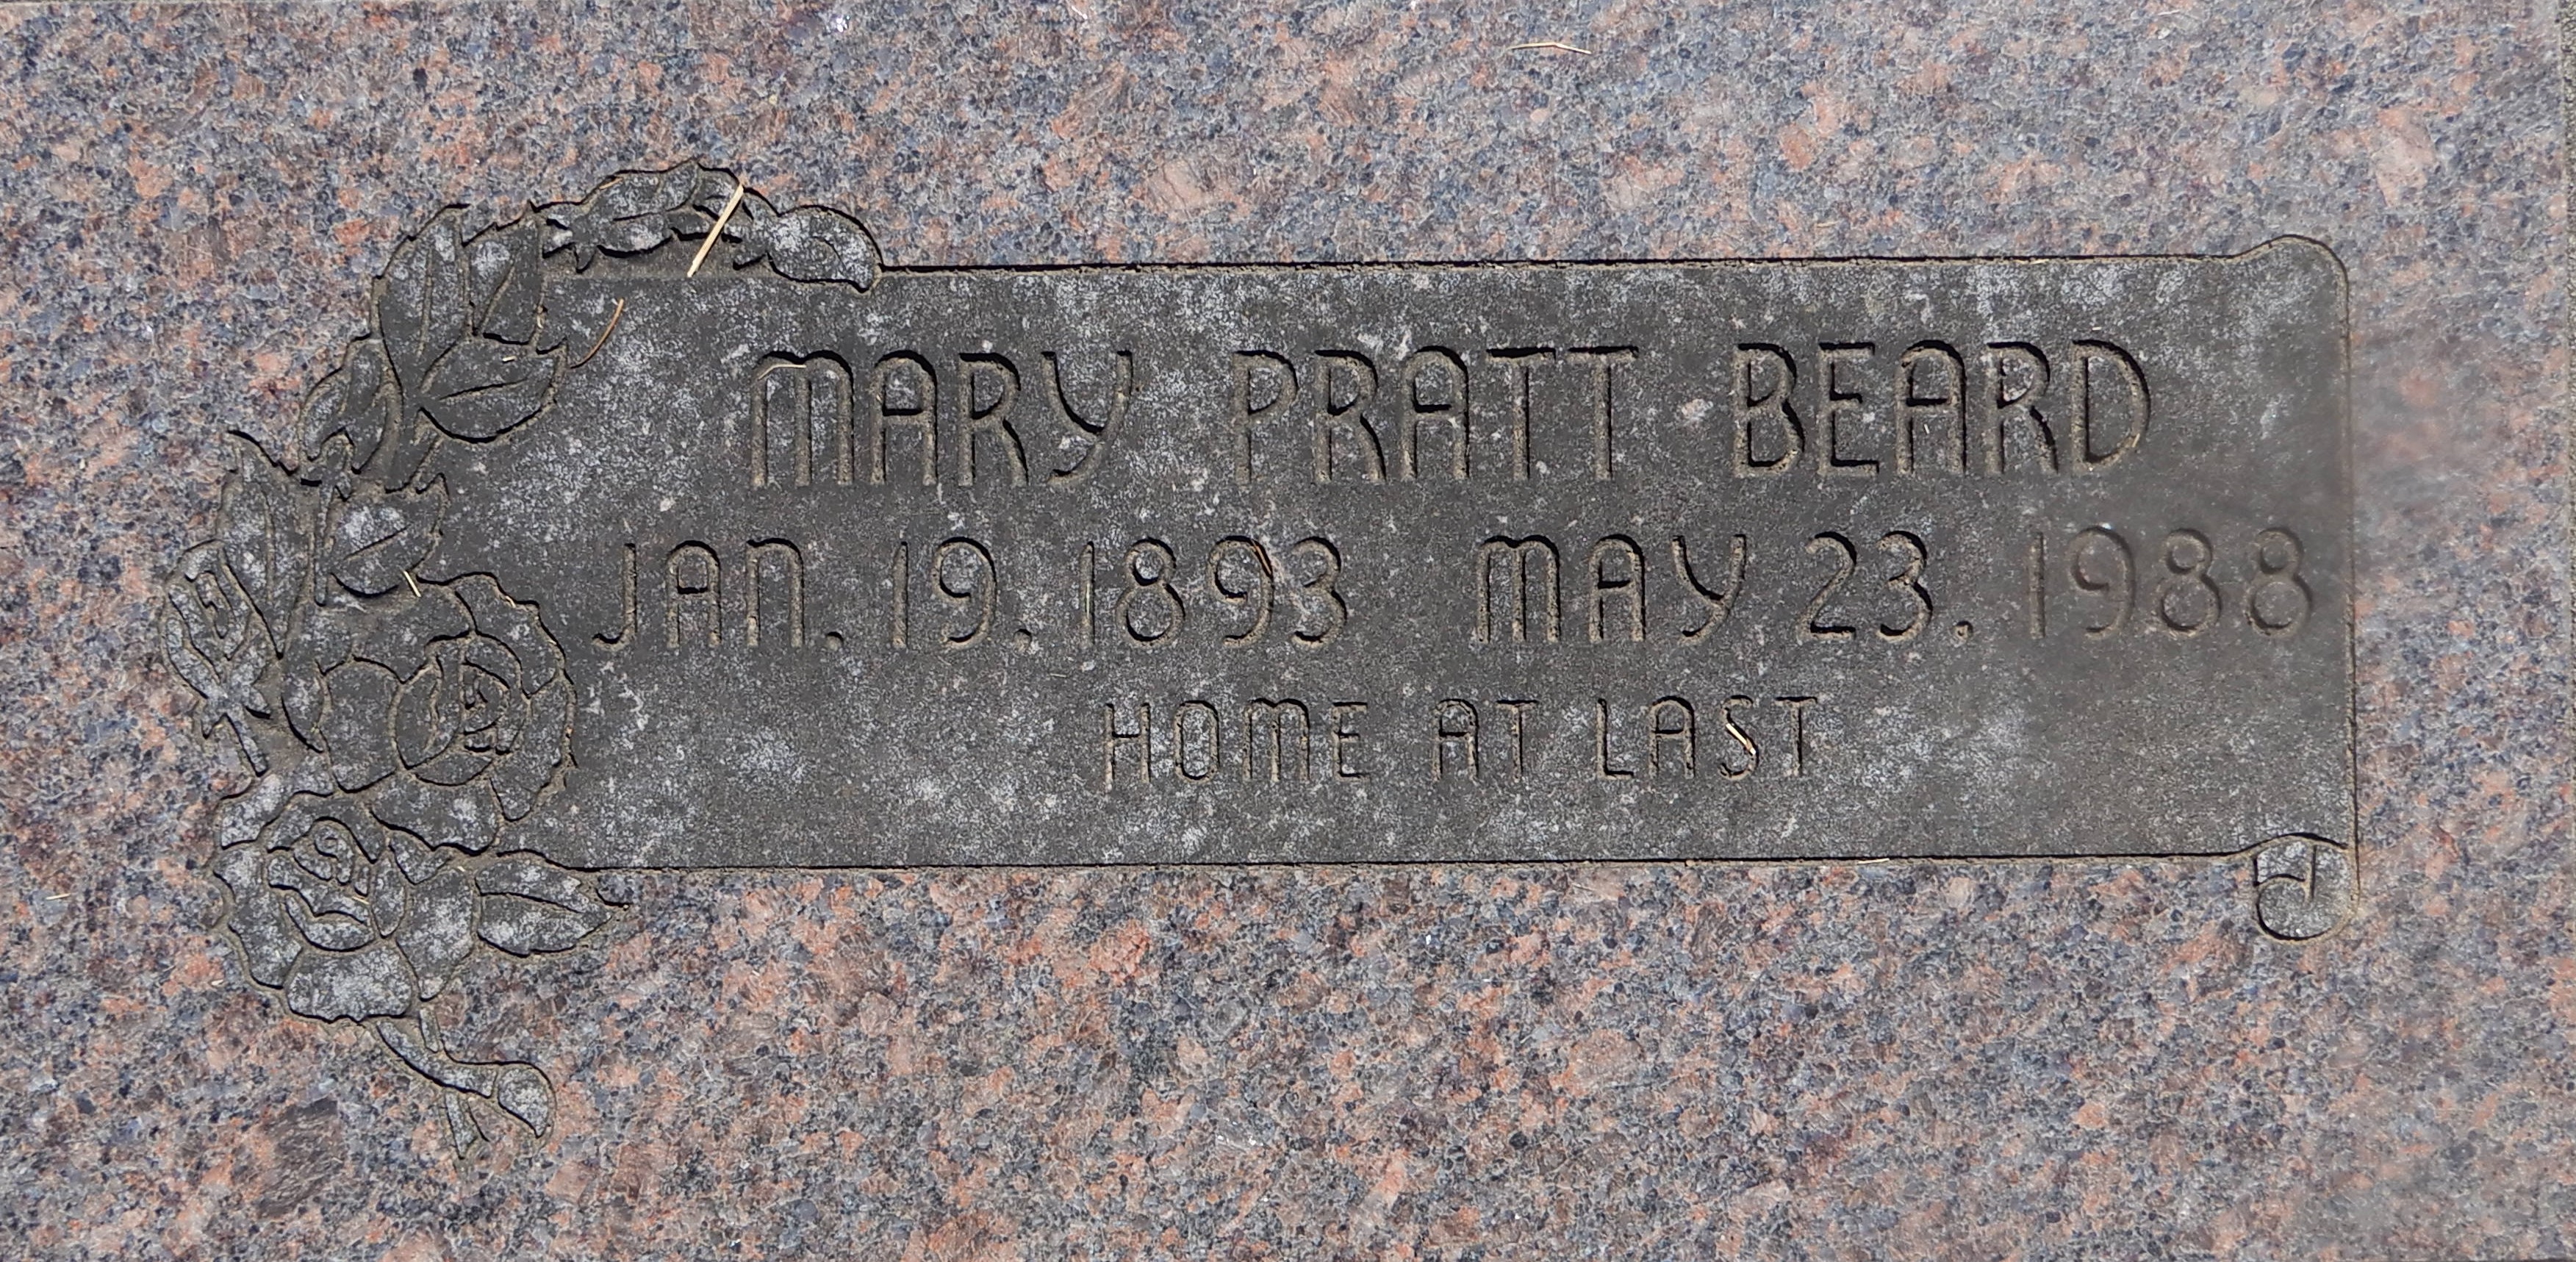 MARY PRATT BEARD
JAN. 19. 1893 MAY 23. 1988
HOME AT LAST